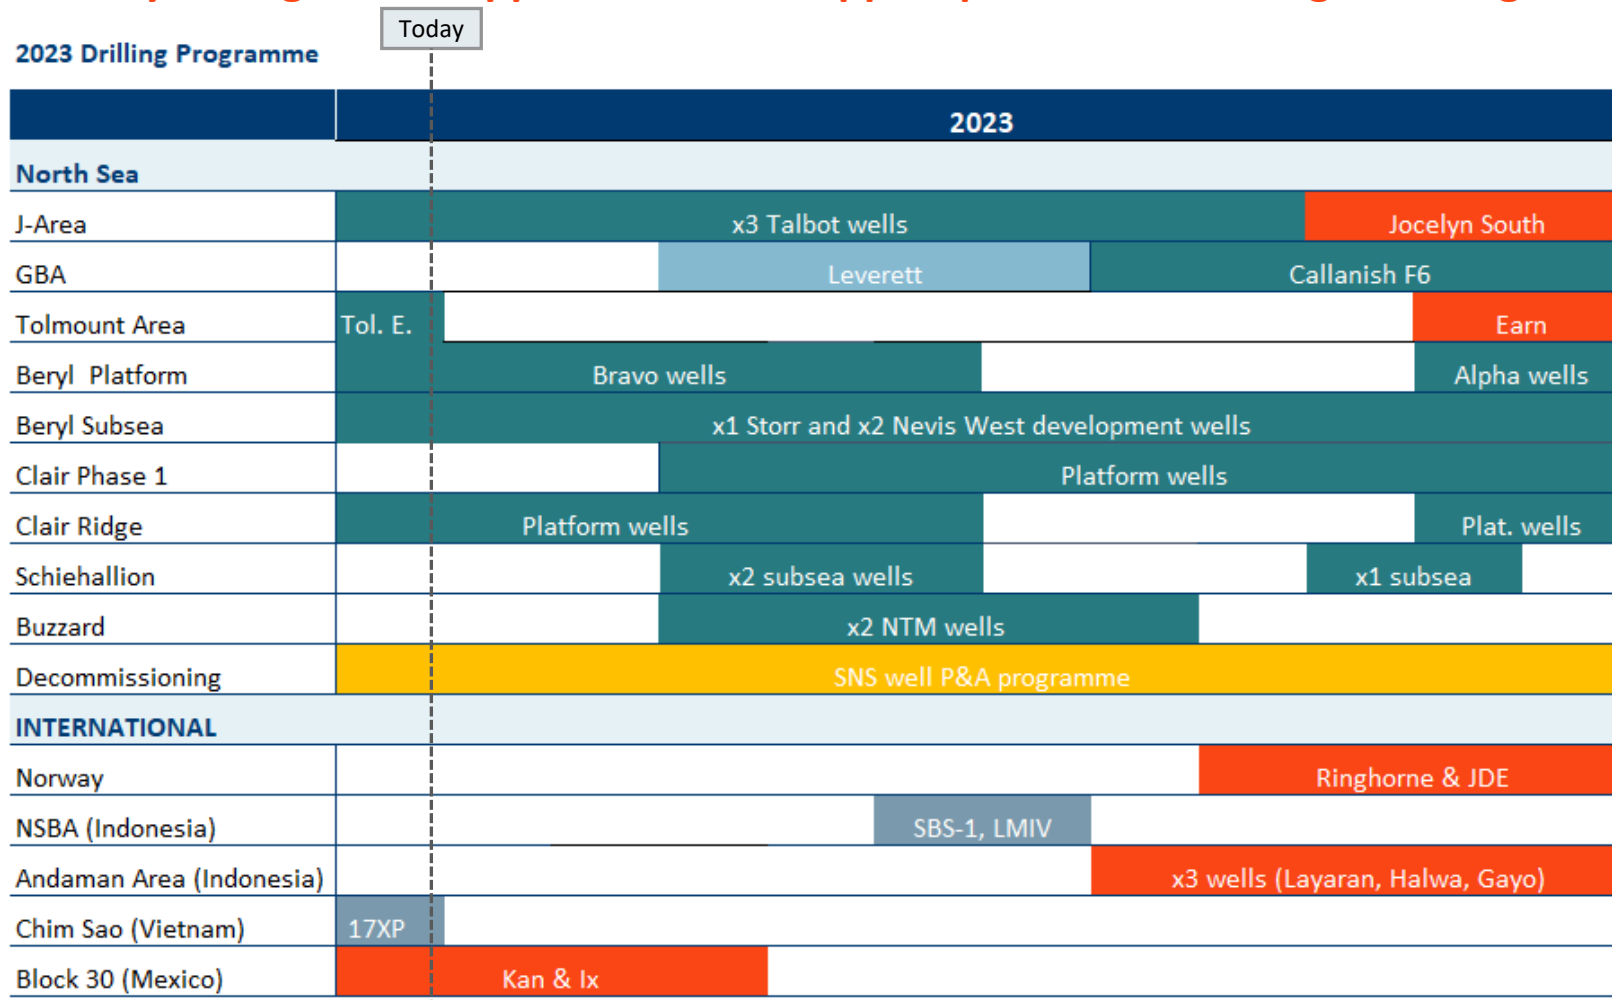 Today
2023 Drilling Programme
2023
North Sea
J-Area x3 Talbot wells Jocelyn South
GBA Leverett Callanish F6
Tolmount Area Tol. E. Earn
Beryl Platform Bravo wells Alpha wells
Beryl Subsea x1 Storr and x2 Nevis West development wells
Clair Phase 1 Platform wells
Clair Ridge Platform wells Plat. wells
Schiehallion x2 subsea wells x1 subsea
Buzzard x2 NTM wells
Decommissioning SNS well P&A programme
INTERNATIONAL
Norway Ringhorne & JDE
NSBA (Indonesia) SBS-1, LMIV
Andaman Area (Indonesia) x3 wells (Layaran, Halwa, Gayo)
Chim Sao (Vietnam) 17XP
Block 30 (Mexico) Kan & Ix